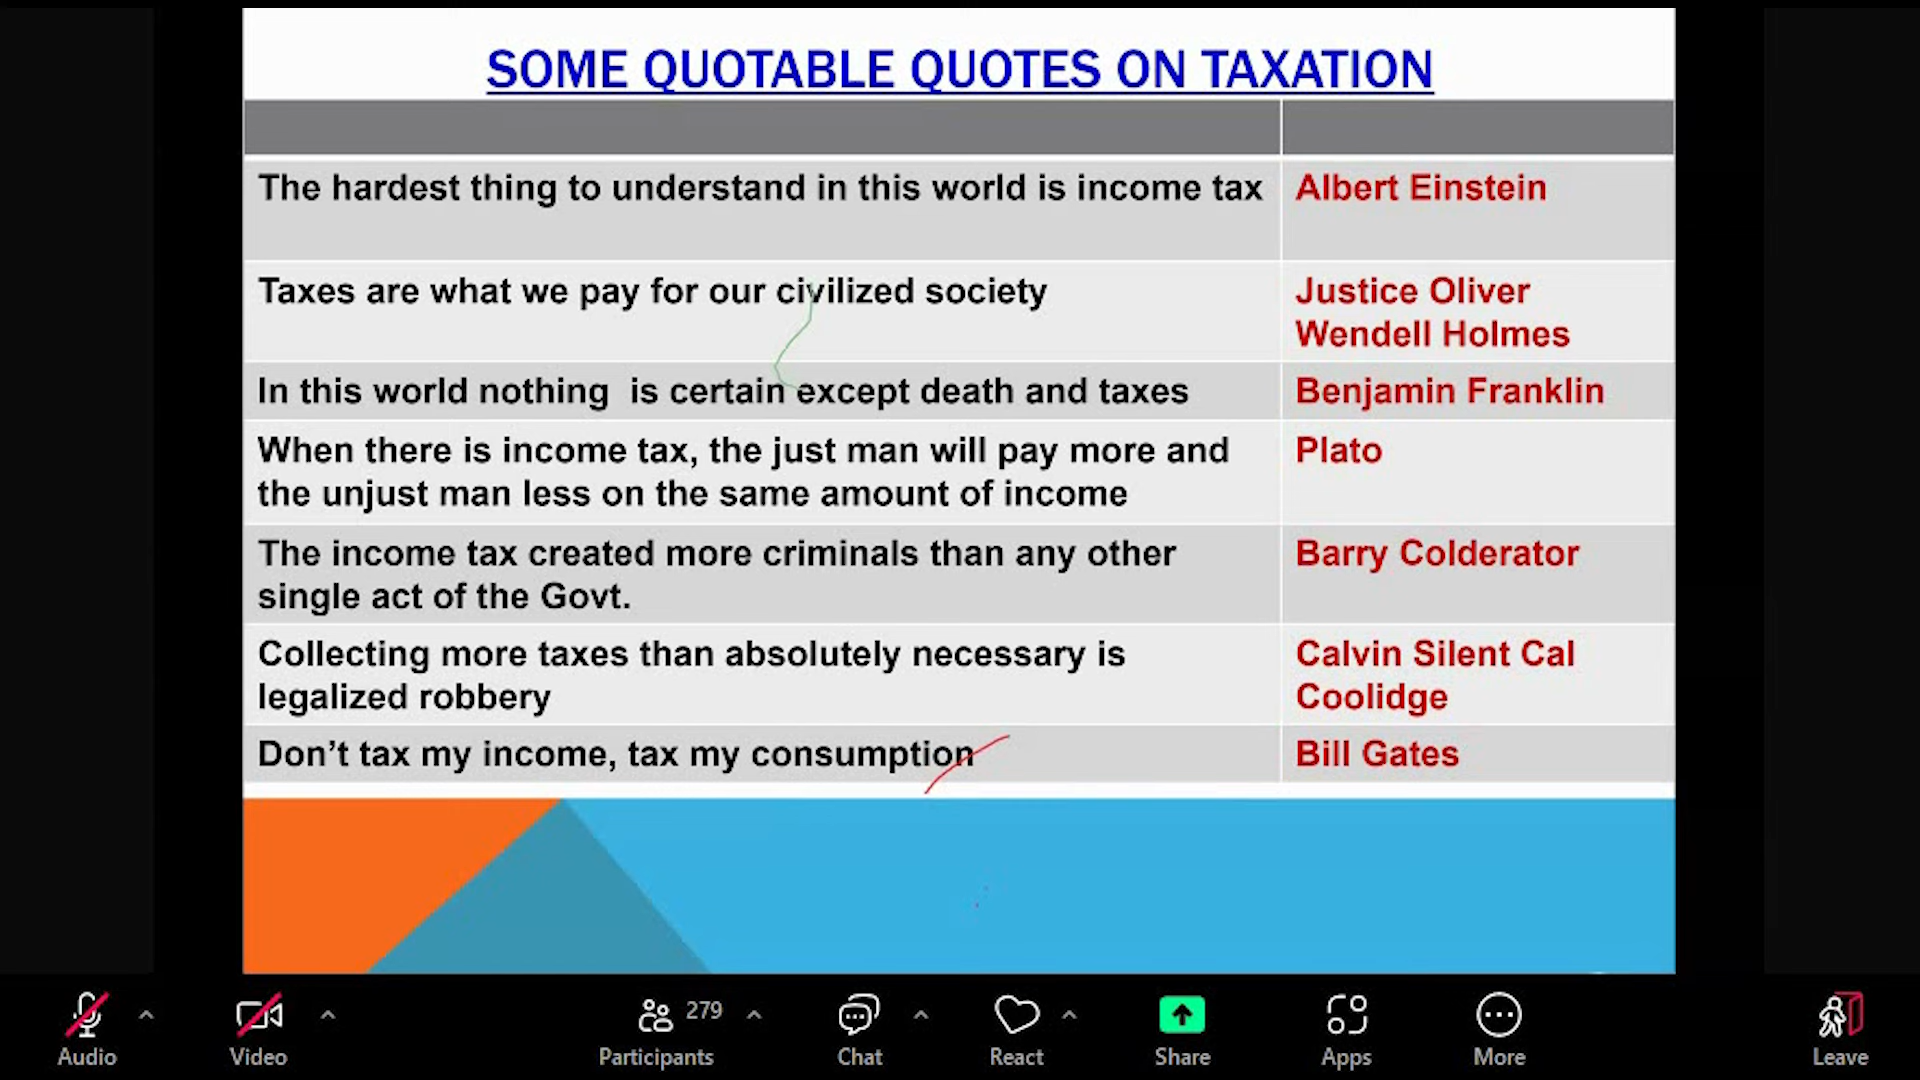 SOME QUOTABLE QUOTES ON TAXATION
The hardest thing to understand in this world is income tax
Albert Einstein
Taxes are what we pay for our civilized society
Justice Oliver
Wendell Holmes
In this world nothing  is certain except death and taxes
Benjamin Franklin
When there is income tax, the just man will pay more and
the unjust man less on the same amount of income
Plato
The income tax created more criminals than any other
single act of the Govt.
Barry Colderator
Collecting more taxes than absolutely necessary is
legalized robbery
Calvin Silent Cal
Coolidge
Don’t tax my income, tax my consumption
Bill Gates
279
Audio
Video
Participants
Chat
React
Share
Apps
More
Leave